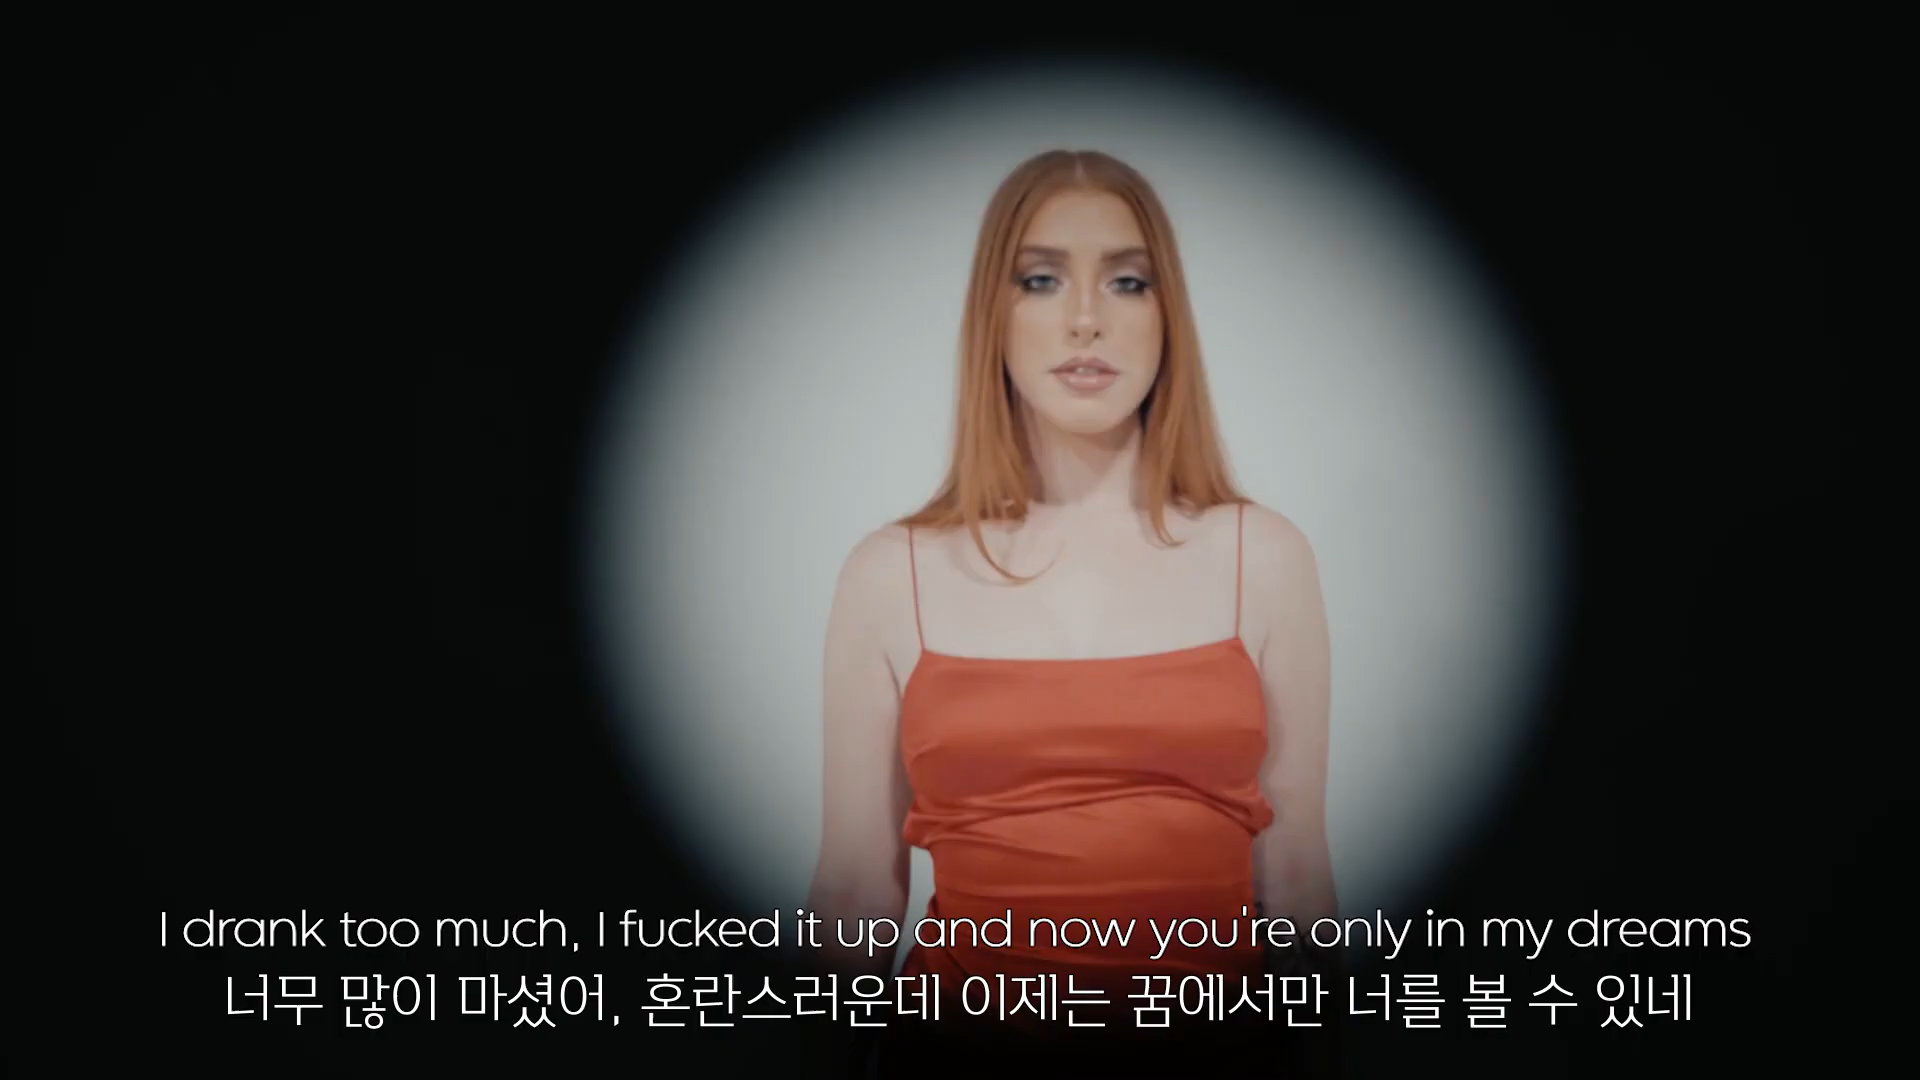 I drank too much, I fucked it up and now you're only in my dreams
너무 많이 마셨어, 혼란스러운데 이제는 꿈에서만 너를 볼 수 있네